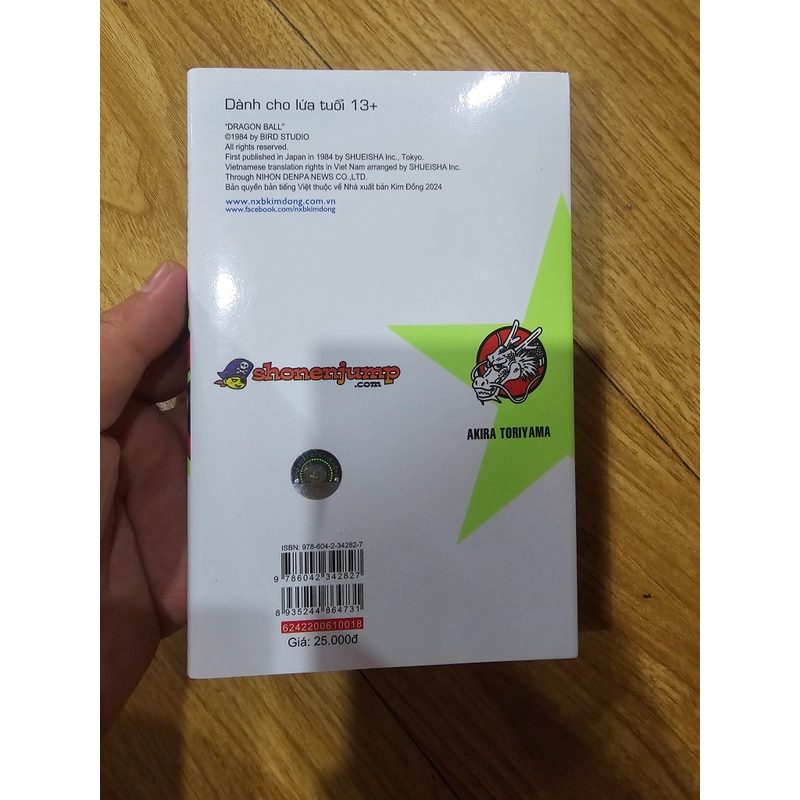 Dành cho lứa tuổi 13+
“DRAGON BALL”
©1984 by BIRD STUDIO
All rights reserved.
First published in Japan in 1984 by SHUEISHA Inc., Tokyo.
Vietnamese translation rights in Viet Nam arranged by SHUEISHA Inc.
Through NIHON DENPA NEWS CO.,LTD.
Bản quyền bản tiếng Việt thuộc về Nhà xuất bản Kim Đồng 2024
www.nxbkimdong.com.vn
www.facebook.com/nxbkimdong
shonenjump
.com
AKIRA TORIYAMA
ISBN: 978-604-2-34282-7
9 786042 342827
8 935244 864731
6242200610018
Giá: 25.000đ